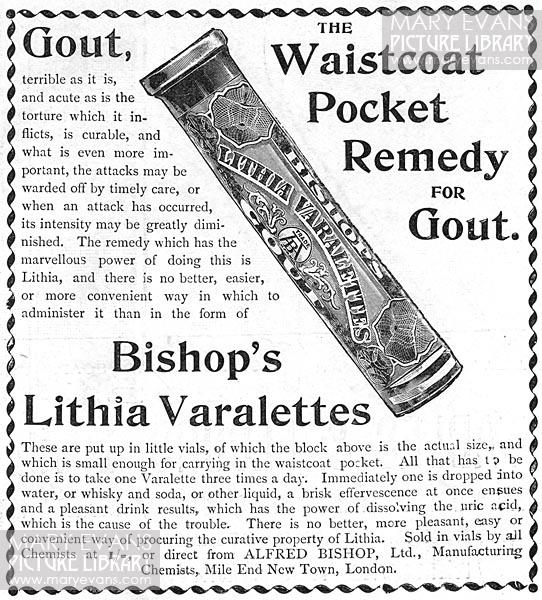 MARY EVANS
PICTURE LIBRARY
www.maryevans.com
Gout,
terrible as it is,
and acute as is the
torture which it in-
flicts, is curable, and
what is even more im-
portant, the attacks may be
warded off by timely care, or
when an attack has occurred,
its intensity may be greatly dimi-
nished. The remedy which has the
marvellous power of doing this is
Lithia, and there is no better, easier,
or more convenient way in which to
administer it than in the form of
THE
Waistcoat
Pocket
Remedy
FOR
Gout.
BISHOP'S
LITHIA VARALETTES
Bishop's
Lithia Varalettes
These are put up in little vials, of which the block above is the actual size, and
which is small enough for carrying in the waistcoat pocket. All that has to be
done is to take one Varalette three times a day. Immediately one is dropped into
water, or whisky and soda, or other liquid, a brisk effervescence at once ensues
and a pleasant drink results, which has the power of dissolving the uric acid,
which is the cause of the trouble. There is no better, more pleasant, easy or
convenient way of procuring the curative property of Lithia. Sold in vials by all
Chemists at or direct from ALFRED BISHOP, Ltd., Manufacturing
Chemists, Mile End New Town, London.
MARY EVANS
PICTURE LIBRARY
www.maryevans.com